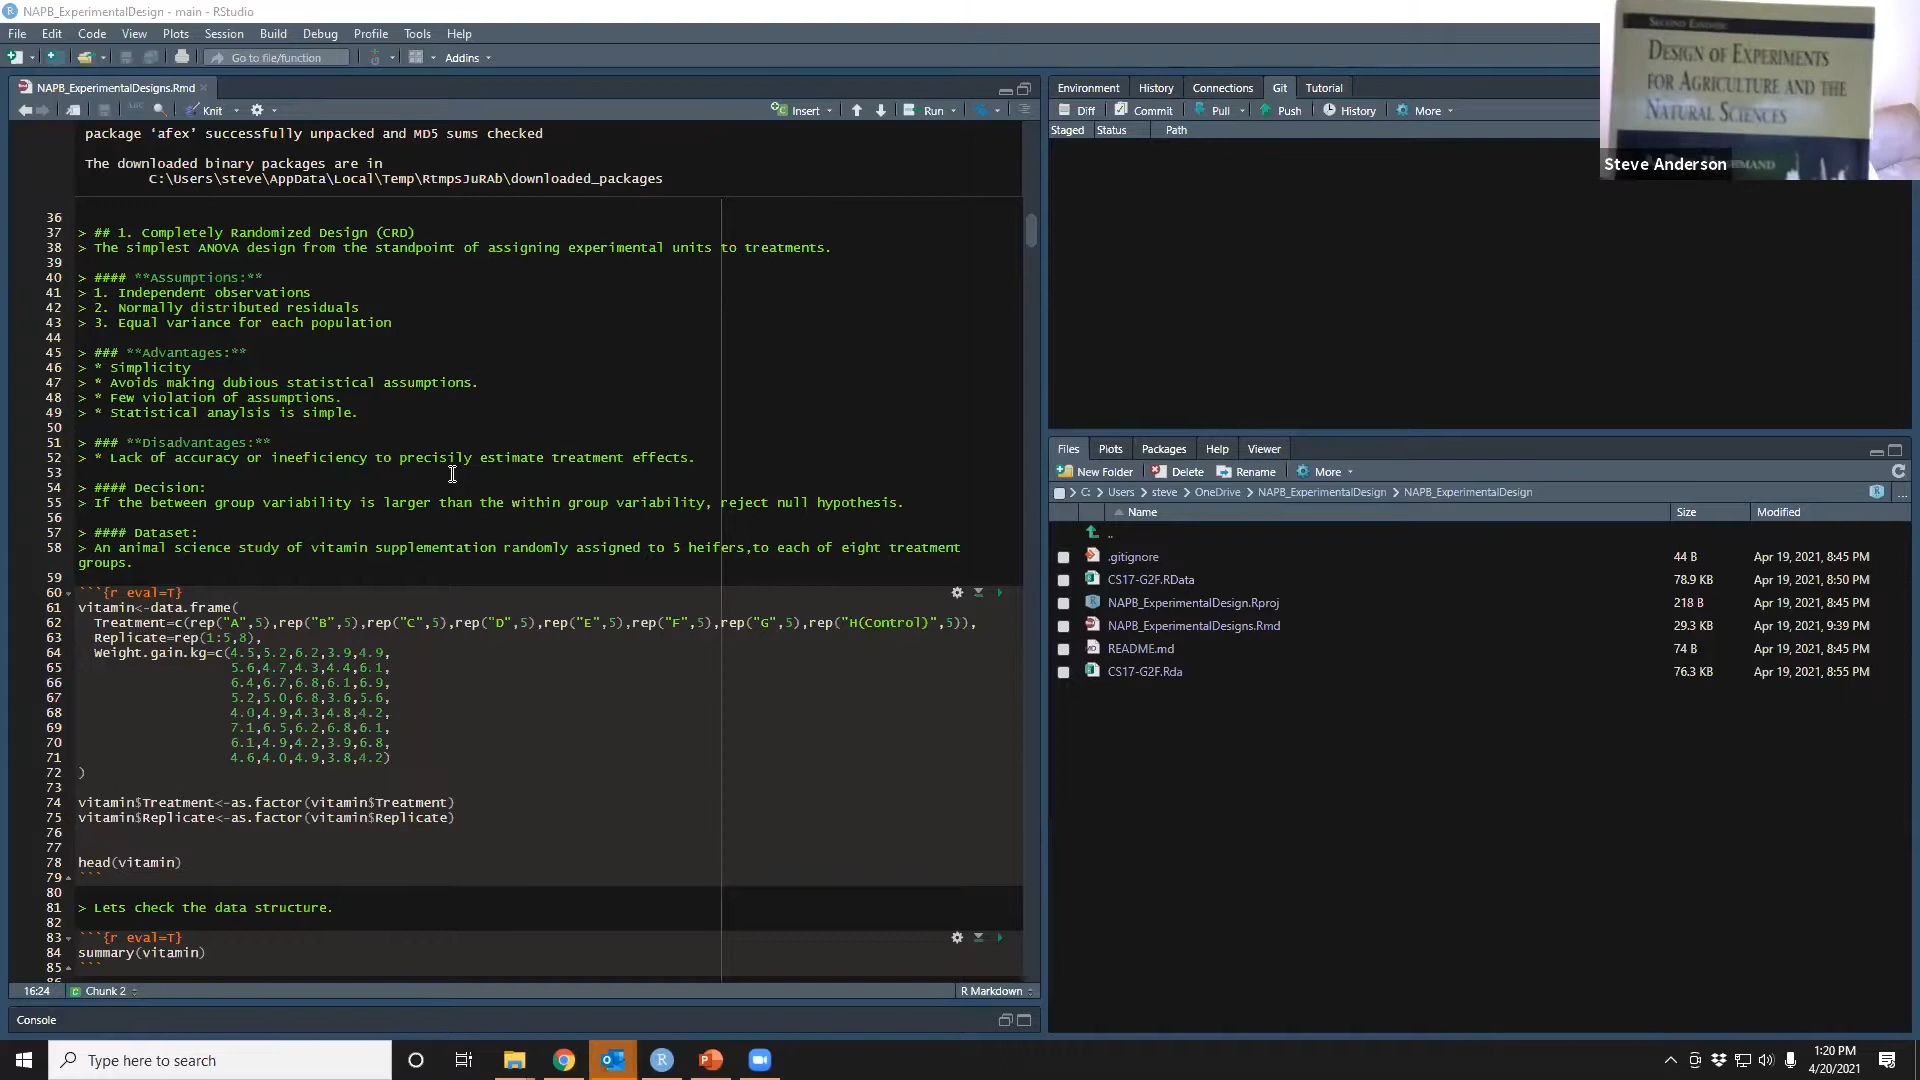 NAPB_ExperimentalDesign - main - RStudio
File Edit Code View Plots Session Build Debug Profile Tools Help
Go to file/function Addins
NAPB_ExperimentalDesigns.Rmd
Knit Insert Run
package ‘afex’ successfully unpacked and MD5 sums checked
The downloaded binary packages are in
C:\Users\steve\AppData\Local\Temp\RtmpsJuRAb\downloaded_packages
36
37 > ## 1. Completely Randomized Design (CRD)
38 > The simplest ANOVA design from the standpoint of assigning experimental units to treatments.
39
40 > #### **Assumptions:**
41 > 1. Independent observations
42 > 2. Normally distributed residuals
43 > 3. Equal variance for each population
44
45 > ### **Advantages:**
46 > * Simplicity
47 > * Avoids making dubious statistical assumptions.
48 > * Few violation of assumptions.
49 > * Statistical anaylsis is simple.
50
51 > ### **Disadvantages:**
52 > * Lack of accuracy or ineeficiency to precisily estimate treatment effects.
53
54 > #### Decision:
55 > If the between group variability is larger than the within group variability, reject null hypothesis.
56
57 > #### Dataset:
58 > An animal science study of vitamin supplementation randomly assigned to 5 heifers,to each of eight treatment
groups.
59
60 ```{r eval=T}
61 vitamin<-data.frame(
62 Treatment=c(rep("A",5),rep("B",5),rep("C",5),rep("D",5),rep("E",5),rep("F",5),rep("G",5),rep("H(Control)",5)),
63 Replicate=rep(1:5,8),
64 Weight.gain.kg=c(4.5,5.2,6.2,3.9,4.9,
65 5.6,4.7,4.3,4.4,6.1,
66 6.4,6.7,6.8,6.1,6.9,
67 5.2,5.0,6.8,3.6,5.6,
68 4.0,4.9,4.3,4.8,4.2,
69 7.1,6.5,6.2,6.8,6.1,
70 6.1,4.9,4.2,3.9,6.8,
71 4.6,4.0,4.9,3.8,4.2)
72 )
73
74 vitamin$Treatment<-as.factor(vitamin$Treatment)
75 vitamin$Replicate<-as.factor(vitamin$Replicate)
76
77
78 head(vitamin)
79 ```
80
81 > Lets check the data structure.
82
83 ```{r eval=T}
84 summary(vitamin)
85 ```
16:24 Chunk 2 R Markdown
Console
Environment History Connections Git Tutorial
Diff Commit Pull Push History More
Staged Status Path
SECOND EDITION
DESIGN OF EXPERIMENTS
FOR AGRICULTURE AND THE
NATURAL SCIENCES
Steve Anderson
Files Plots Packages Help Viewer
New Folder Delete Rename More
C: > Users > steve > OneDrive > NAPB_ExperimentalDesign > NAPB_ExperimentalDesign
Name Size Modified
..
.gitignore 44 B Apr 19, 2021, 8:45 PM
CS17-G2F.RData 78.9 KB Apr 19, 2021, 8:50 PM
NAPB_ExperimentalDesign.Rproj 218 B Apr 19, 2021, 8:45 PM
NAPB_ExperimentalDesigns.Rmd 29.3 KB Apr 19, 2021, 9:39 PM
README.md 74 B Apr 19, 2021, 8:45 PM
CS17-G2F.Rda 76.3 KB Apr 19, 2021, 8:55 PM
Type here to search
1:20 PM
4/20/2021